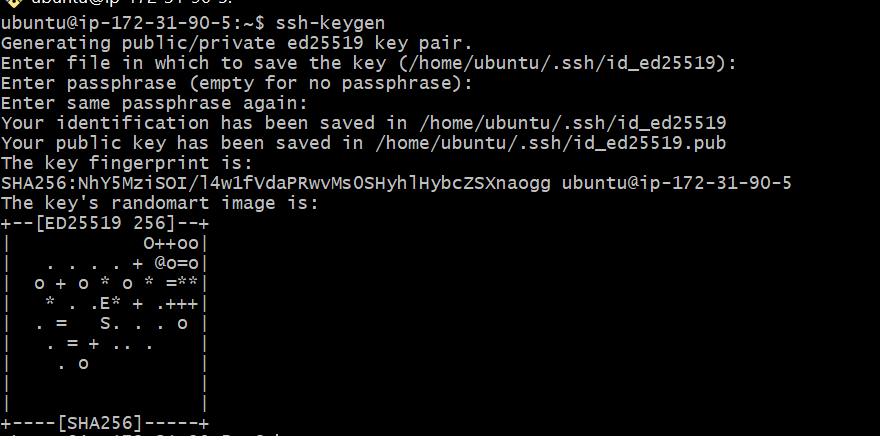 ubuntu@ip-172-31-90-5:~$ ssh-keygen
Generating public/private ed25519 key pair.
Enter file in which to save the key (/home/ubuntu/.ssh/id_ed25519):
Enter passphrase (empty for no passphrase):
Enter same passphrase again:
Your identification has been saved in /home/ubuntu/.ssh/id_ed25519
Your public key has been saved in /home/ubuntu/.ssh/id_ed25519.pub
The key fingerprint is:
SHA256:NhY5MziSOI/l4w1fVdaPRwvMs0SHyhlHybcZSXnaogg ubuntu@ip-172-31-90-5
The key's randomart image is:
+--[ED25519 256]--+
|            O++oo|
|   . . . . + @o=o|
|  o + o * o * =**|
|   * . .E* + .+++|
|  . =   S. . . o |
|   . = + .. .    |
|    . o          |
|                 |
|                 |
+----[SHA256]-----+